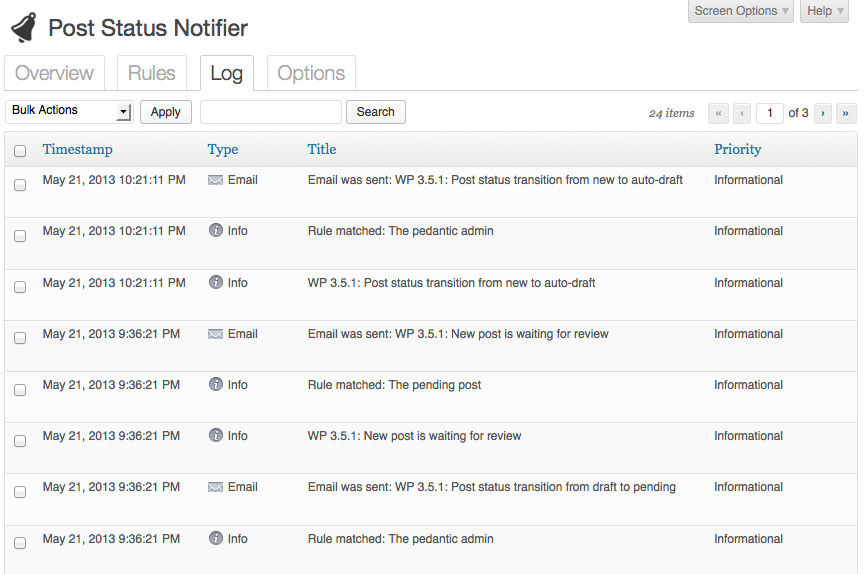 Screen Options ▼ Help ▼
Post Status Notifier
Overview Rules Log Options
Bulk Actions Apply Search 24 items « ‹ 1 of 3 › »
Timestamp Type Title Priority
May 21, 2013 10:21:11 PM Email Email was sent: WP 3.5.1: Post status transition from new to auto-draft Informational
May 21, 2013 10:21:11 PM Info Rule matched: The pedantic admin Informational
May 21, 2013 10:21:11 PM Info WP 3.5.1: Post status transition from new to auto-draft Informational
May 21, 2013 9:36:21 PM Email Email was sent: WP 3.5.1: New post is waiting for review Informational
May 21, 2013 9:36:21 PM Info Rule matched: The pending post Informational
May 21, 2013 9:36:21 PM Info WP 3.5.1: New post is waiting for review Informational
May 21, 2013 9:36:21 PM Email Email was sent: WP 3.5.1: Post status transition from draft to pending Informational
May 21, 2013 9:36:21 PM Info Rule matched: The pedantic admin Informational